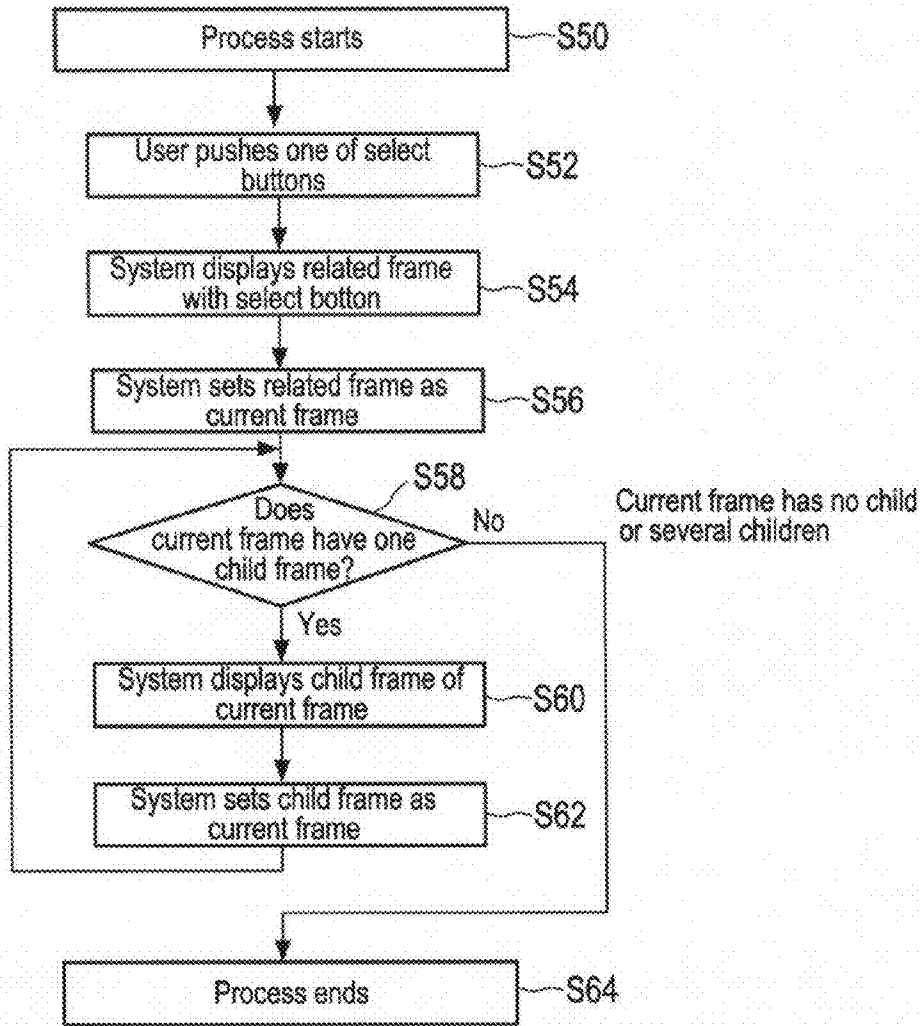 Process starts
S50
User pushes one of select
buttons
S52
System displays related frame
with select botton
S54
System sets related frame as
current frame
S56
S58
Does
current frame have one
child frame?
No
Current frame has no child
or several children
Yes
System displays child frame of
current frame
S60
System sets child frame as
current frame
S62
Process ends
S64